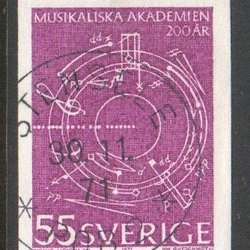 MUSIKALISKA AKADEMIEN
200 ÅR
30.11.
71
55 SVERIGE